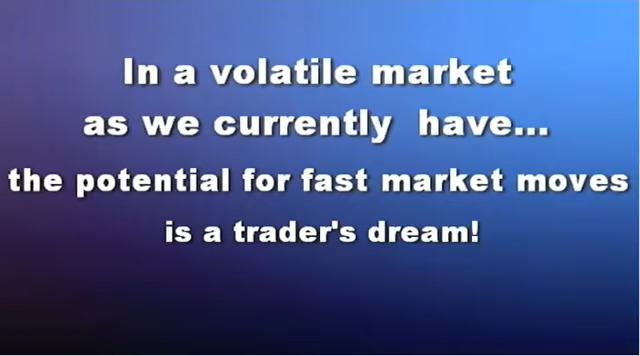 In a volatile market
as we currently  have...
the potential for fast market moves
is a trader's dream!